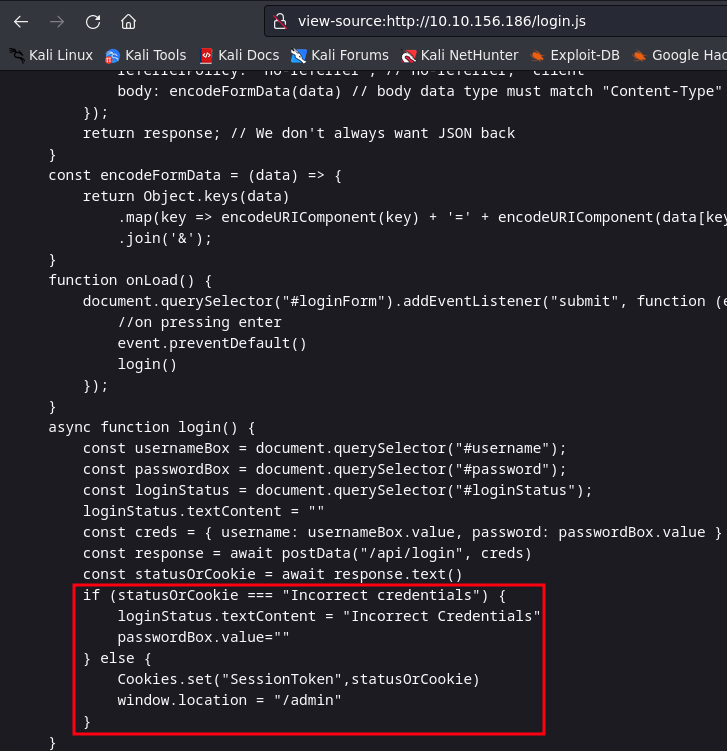 view-source:http://10.10.156.186/login.js
Kali Linux Kali Tools Kali Docs Kali Forums Kali NetHunter Exploit-DB Google Hac
body: encodeFormData(data) // body data type must match "Content-Type"
});
return response; // We don't always want JSON back
}
const encodeFormData = (data) => {
return Object.keys(data)
.map(key => encodeURIComponent(key) + '=' + encodeURIComponent(data[key
.join('&');
}
function onLoad() {
document.querySelector("#loginForm").addEventListener("submit", function (e
//on pressing enter
event.preventDefault()
login()
});
}
async function login() {
const usernameBox = document.querySelector("#username");
const passwordBox = document.querySelector("#password");
const loginStatus = document.querySelector("#loginStatus");
loginStatus.textContent = ""
const creds = { username: usernameBox.value, password: passwordBox.value }
const response = await postData("/api/login", creds)
const statusOrCookie = await response.text()
if (statusOrCookie === "Incorrect credentials") {
loginStatus.textContent = "Incorrect Credentials"
passwordBox.value=""
} else {
Cookies.set("SessionToken",statusOrCookie)
window.location = "/admin"
}
}